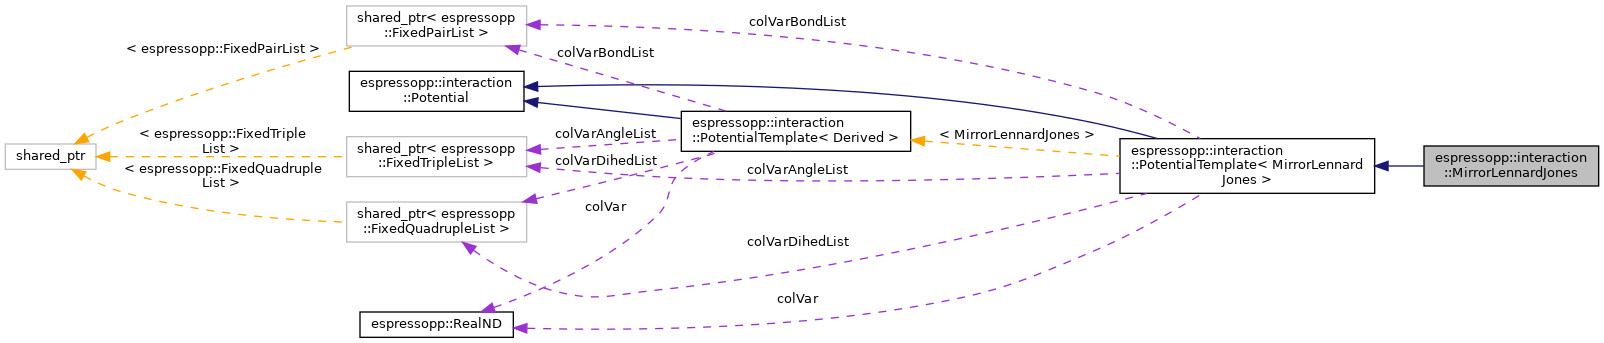 shared_ptr
< espressopp::FixedPairList >
< espressopp::FixedTriple
List >
< espressopp::FixedQuadruple
List >
shared_ptr< espressopp
::FixedPairList >
espressopp::interaction
::Potential
shared_ptr< espressopp
::FixedTripleList >
shared_ptr< espressopp
::FixedQuadrupleList >
espressopp::RealND
colVarBondList
colVarAngleList
colVarDihedList
colVar
espressopp::interaction
::PotentialTemplate< Derived >
colVarBondList
colVarAngleList
colVarDihedList
colVar
< MirrorLennardJones >
espressopp::interaction
::PotentialTemplate< MirrorLennard
Jones >
espressopp::interaction
::MirrorLennardJones